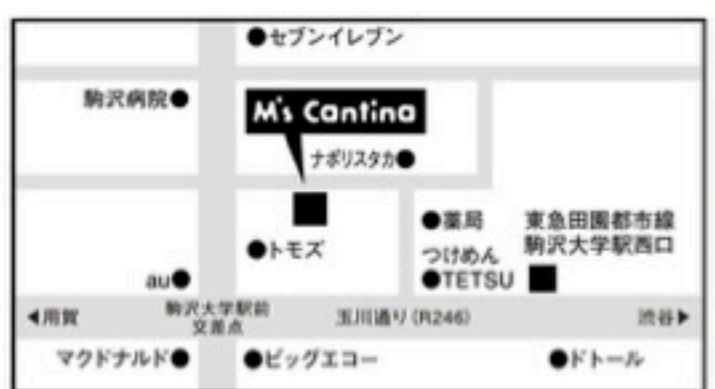 ●セブンイレブン
駒沢病院●
M's Cantina
ナポリスタカ●
●薬局
東急田園都市線
駒沢大学駅西口
●トモズ
つけめん
●TETSU
au●
◀用賀
駒沢大学駅前
交差点
玉川通り(R246)
渋谷▶
マクドナルド●
●ビッグエコー
●ドトール